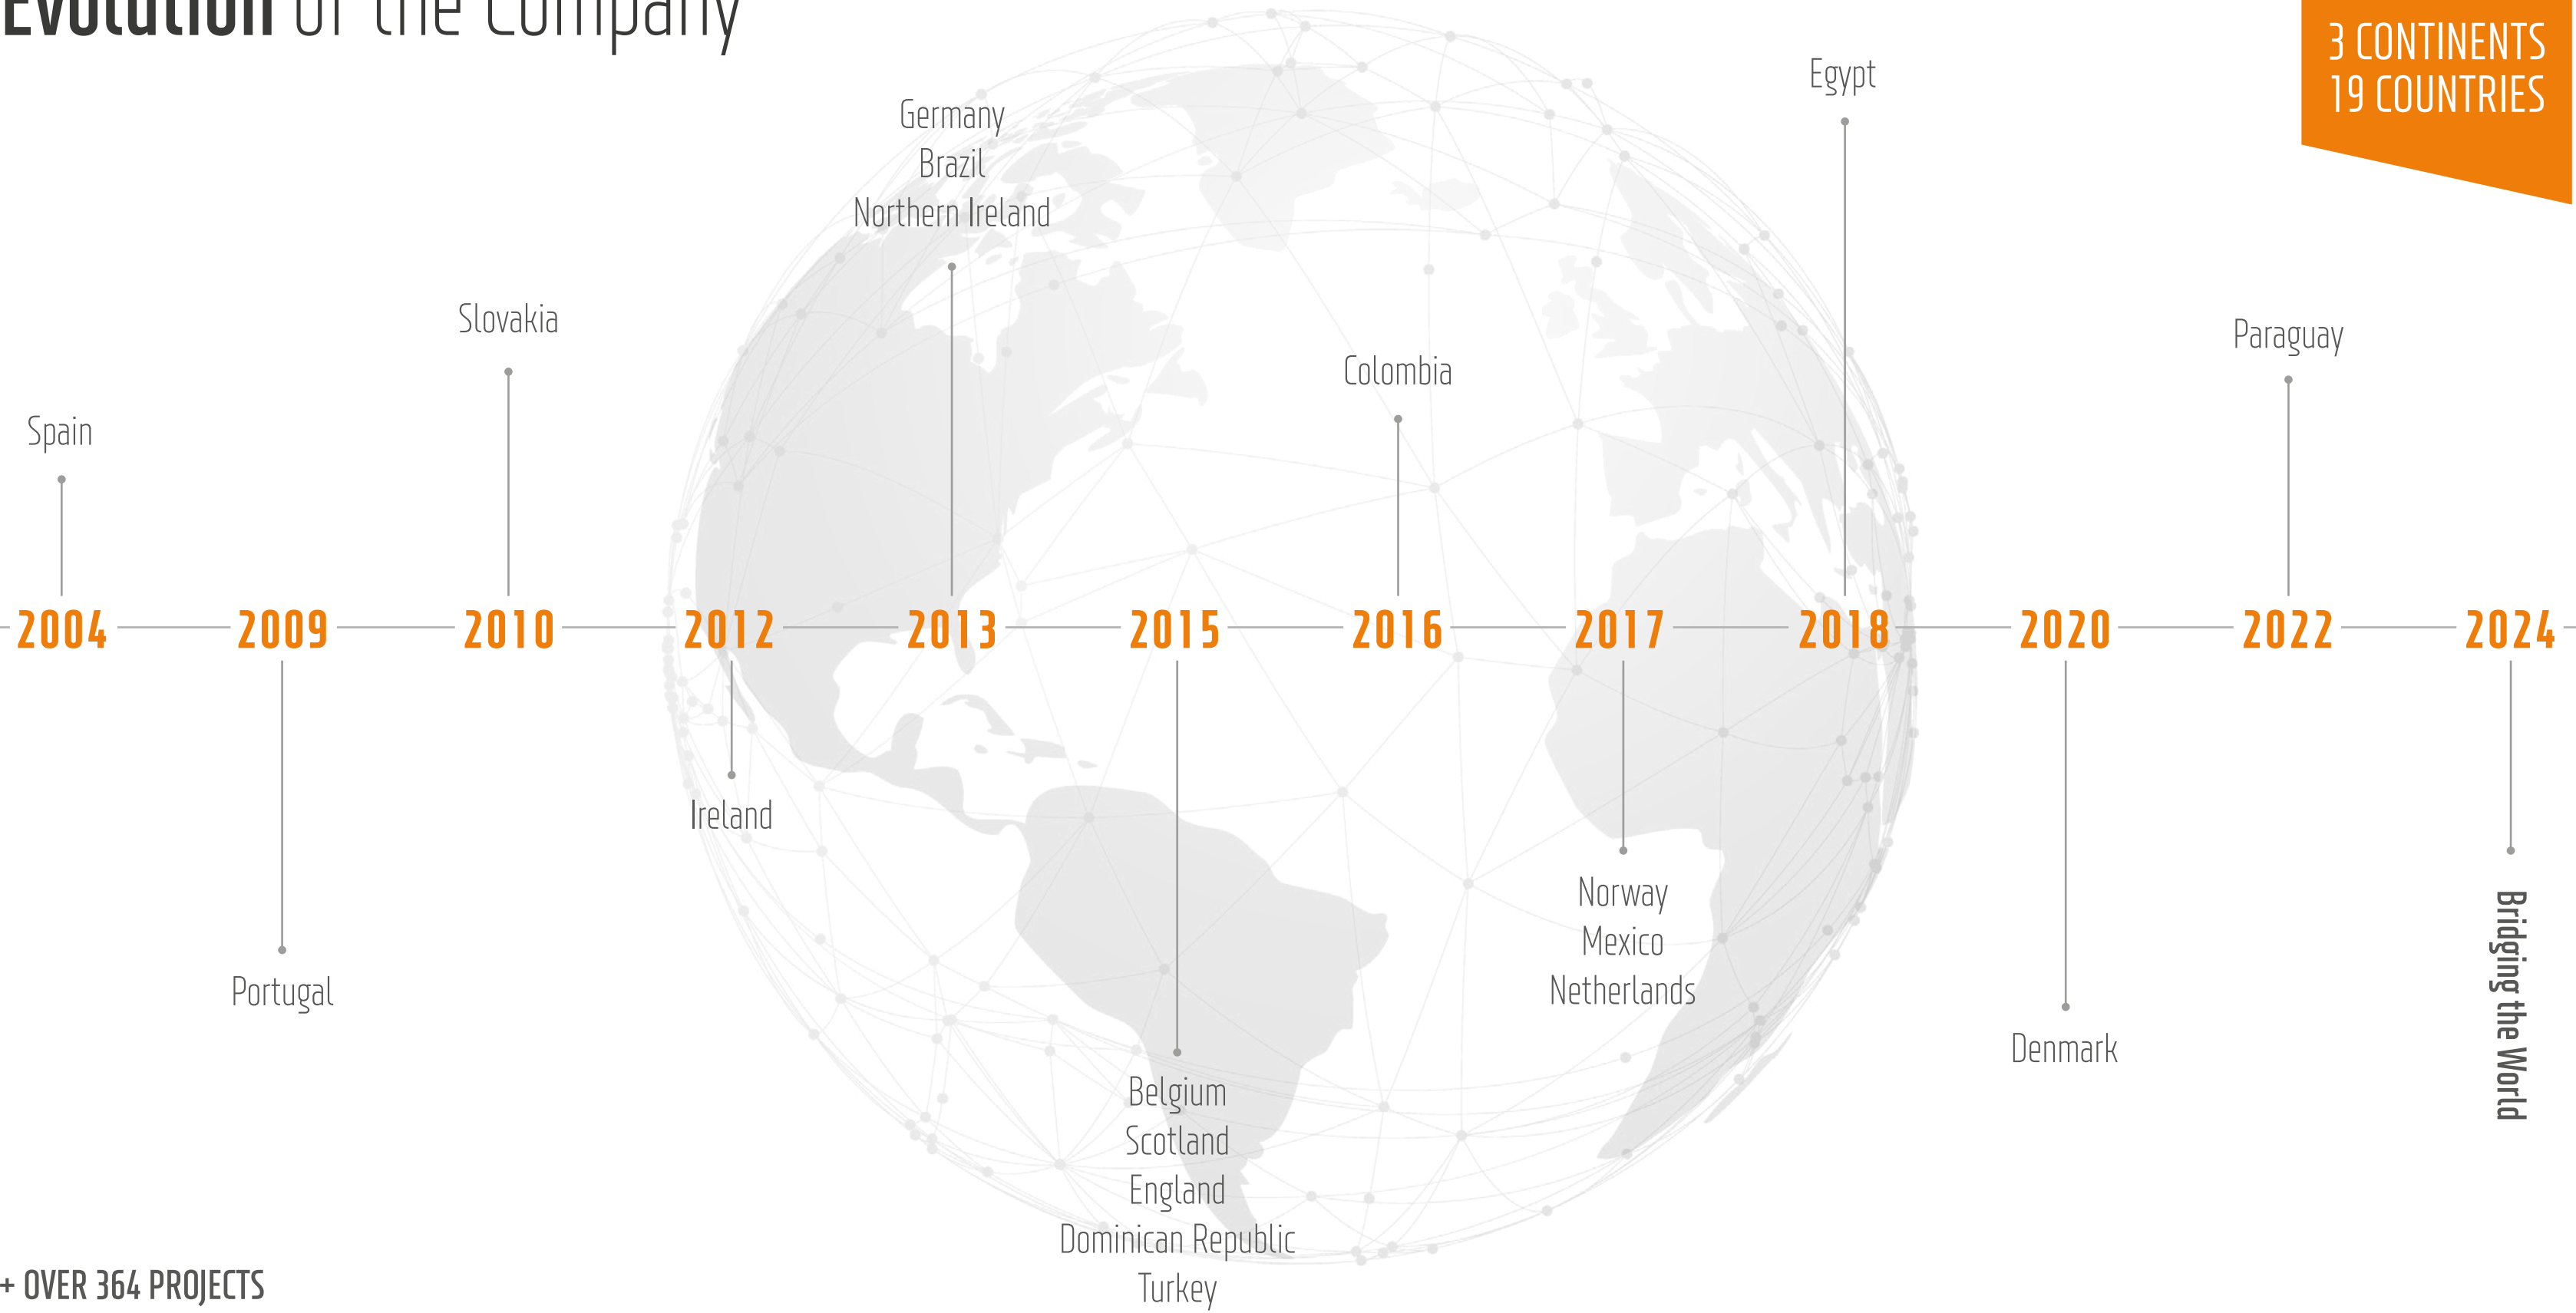 Evolution of the Company
3 CONTINENTS
19 COUNTRIES
Egypt
Germany
Brazil
Northern Ireland
Slovakia
Paraguay
Colombia
Spain
2004
2009
2010
2012
2013
2015
2016
2017
2018
2020
2022
2024
Ireland
Norway
Mexico
Netherlands
Bridging the World
Portugal
Denmark
Belgium
Scotland
England
Dominican Republic
Turkey
+ OVER 364 PROJECTS